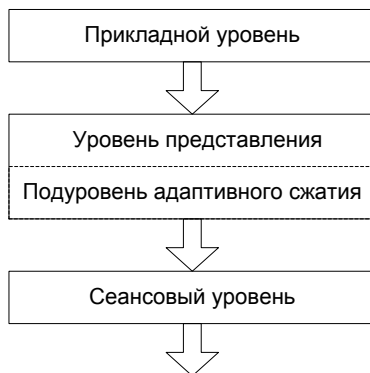 Прикладной уровень
Уровень представления
Подуровень адаптивного сжатия
Сеансовый уровень